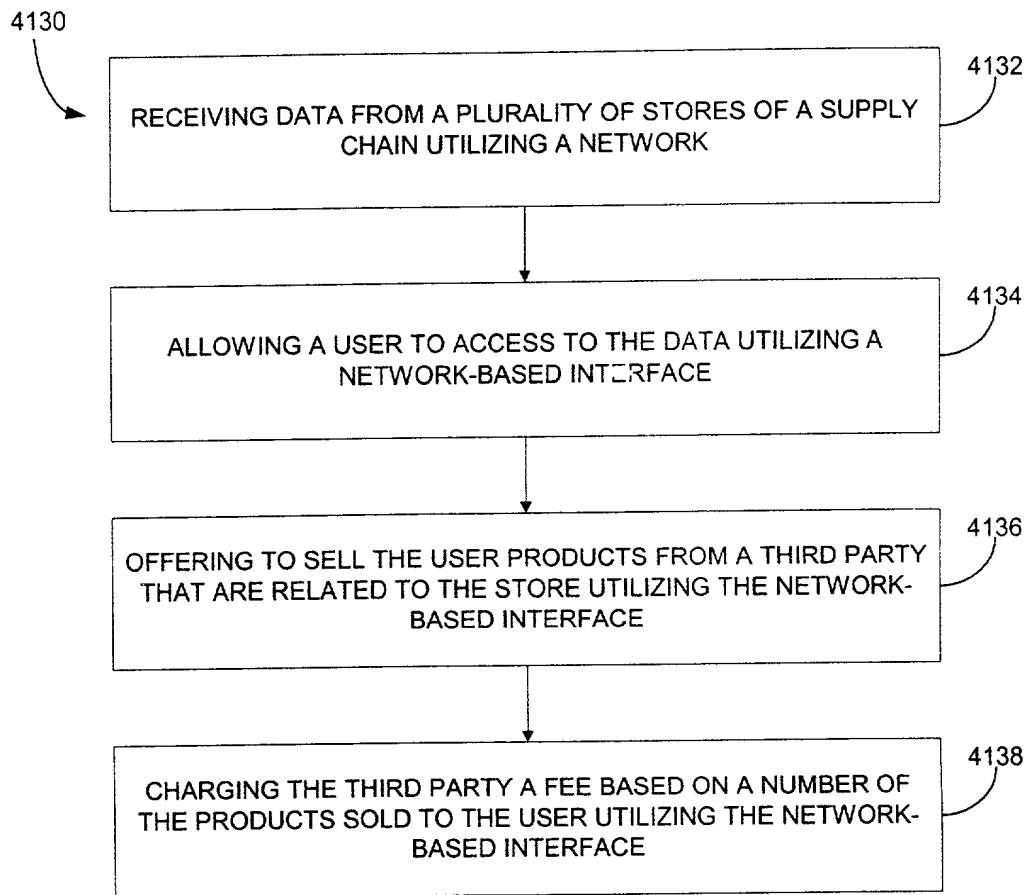 4130
4132
RECEIVING DATA FROM A PLURALITY OF STORES OF A SUPPLY
CHAIN UTILIZING A NETWORK
4134
ALLOWING A USER TO ACCESS TO THE DATA UTILIZING A
NETWORK-BASED INTERFACE
4136
OFFERING TO SELL THE USER PRODUCTS FROM A THIRD PARTY
THAT ARE RELATED TO THE STORE UTILIZING THE NETWORK-
BASED INTERFACE
4138
CHARGING THE THIRD PARTY A FEE BASED ON A NUMBER OF
THE PRODUCTS SOLD TO THE USER UTILIZING THE NETWORK-
BASED INTERFACE